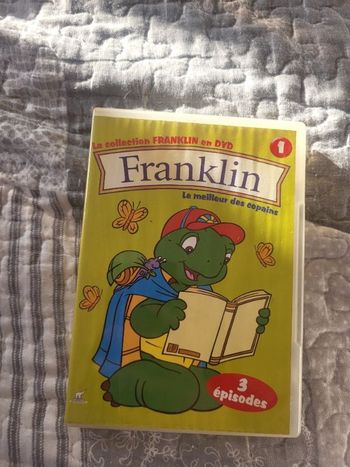 La collection FRANKLIN en DVD
1
Franklin
Le meilleur des copains
3
épisodes